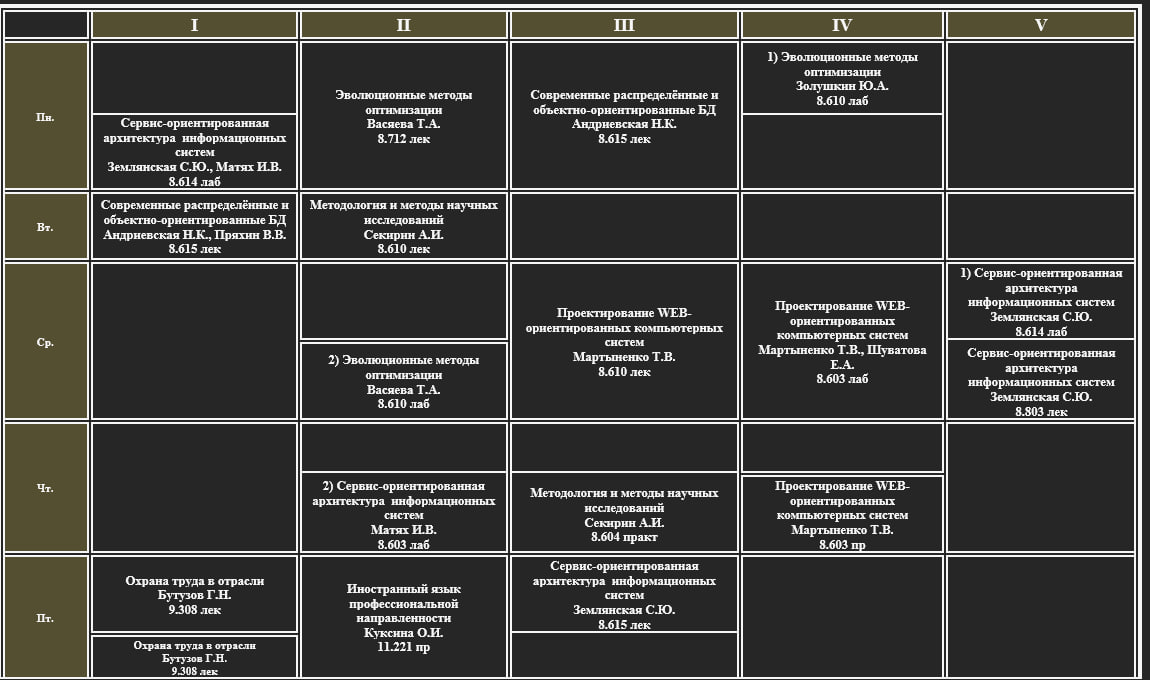 I
II
III
IV
V
Пн.
Сервис-ориентированная
архитектура информационных
систем
Землянская С.Ю., Матях И.В.
8.614 лаб
Эволюционные методы
оптимизации
Васяева Т.А.
8.712 лек
Современные распределённые и
объектно-ориентированные БД
Андриевская Н.К.
8.615 лек
1) Эволюционные методы
оптимизации
Золушкин Ю.А.
8.610 лаб
Вт.
Современные распределённые и
объектно-ориентированные БД
Андриевская Н.К., Пряхин В.В.
8.615 лек
Методология и методы научных
исследований
Секирин А.И.
8.610 лек
Ср.
2) Эволюционные методы
оптимизации
Васяева Т.А.
8.610 лаб
Проектирование WEB-
ориентированных компьютерных
систем
Мартыненко Т.В.
8.610 лек
Проектирование WEB-
ориентированных
компьютерных систем
Мартыненко Т.В., Шуватова
Е.А.
8.603 лаб
1) Сервис-ориентированная
архитектура
информационных систем
Землянская С.Ю.
8.614 лаб
Сервис-ориентированная
архитектура
информационных систем
Землянская С.Ю.
8.803 лек
Чт.
2) Сервис-ориентированная
архитектура информационных
систем
Матях И.В.
8.603 лаб
Методология и методы научных
исследований
Секирин А.И.
8.604 практ
Проектирование WEB-
ориентированных
компьютерных систем
Мартыненко Т.В.
8.603 пр
Пт.
Охрана труда в отрасли
Бутузов Г.Н.
9.308 лек
Охрана труда в отрасли
Бутузов Г.Н.
9.308 лек
Иностранный язык
профессиональной
направленности
Куксина О.И.
11.221 пр
Сервис-ориентированная
архитектура информационных
систем
Землянская С.Ю.
8.615 лек